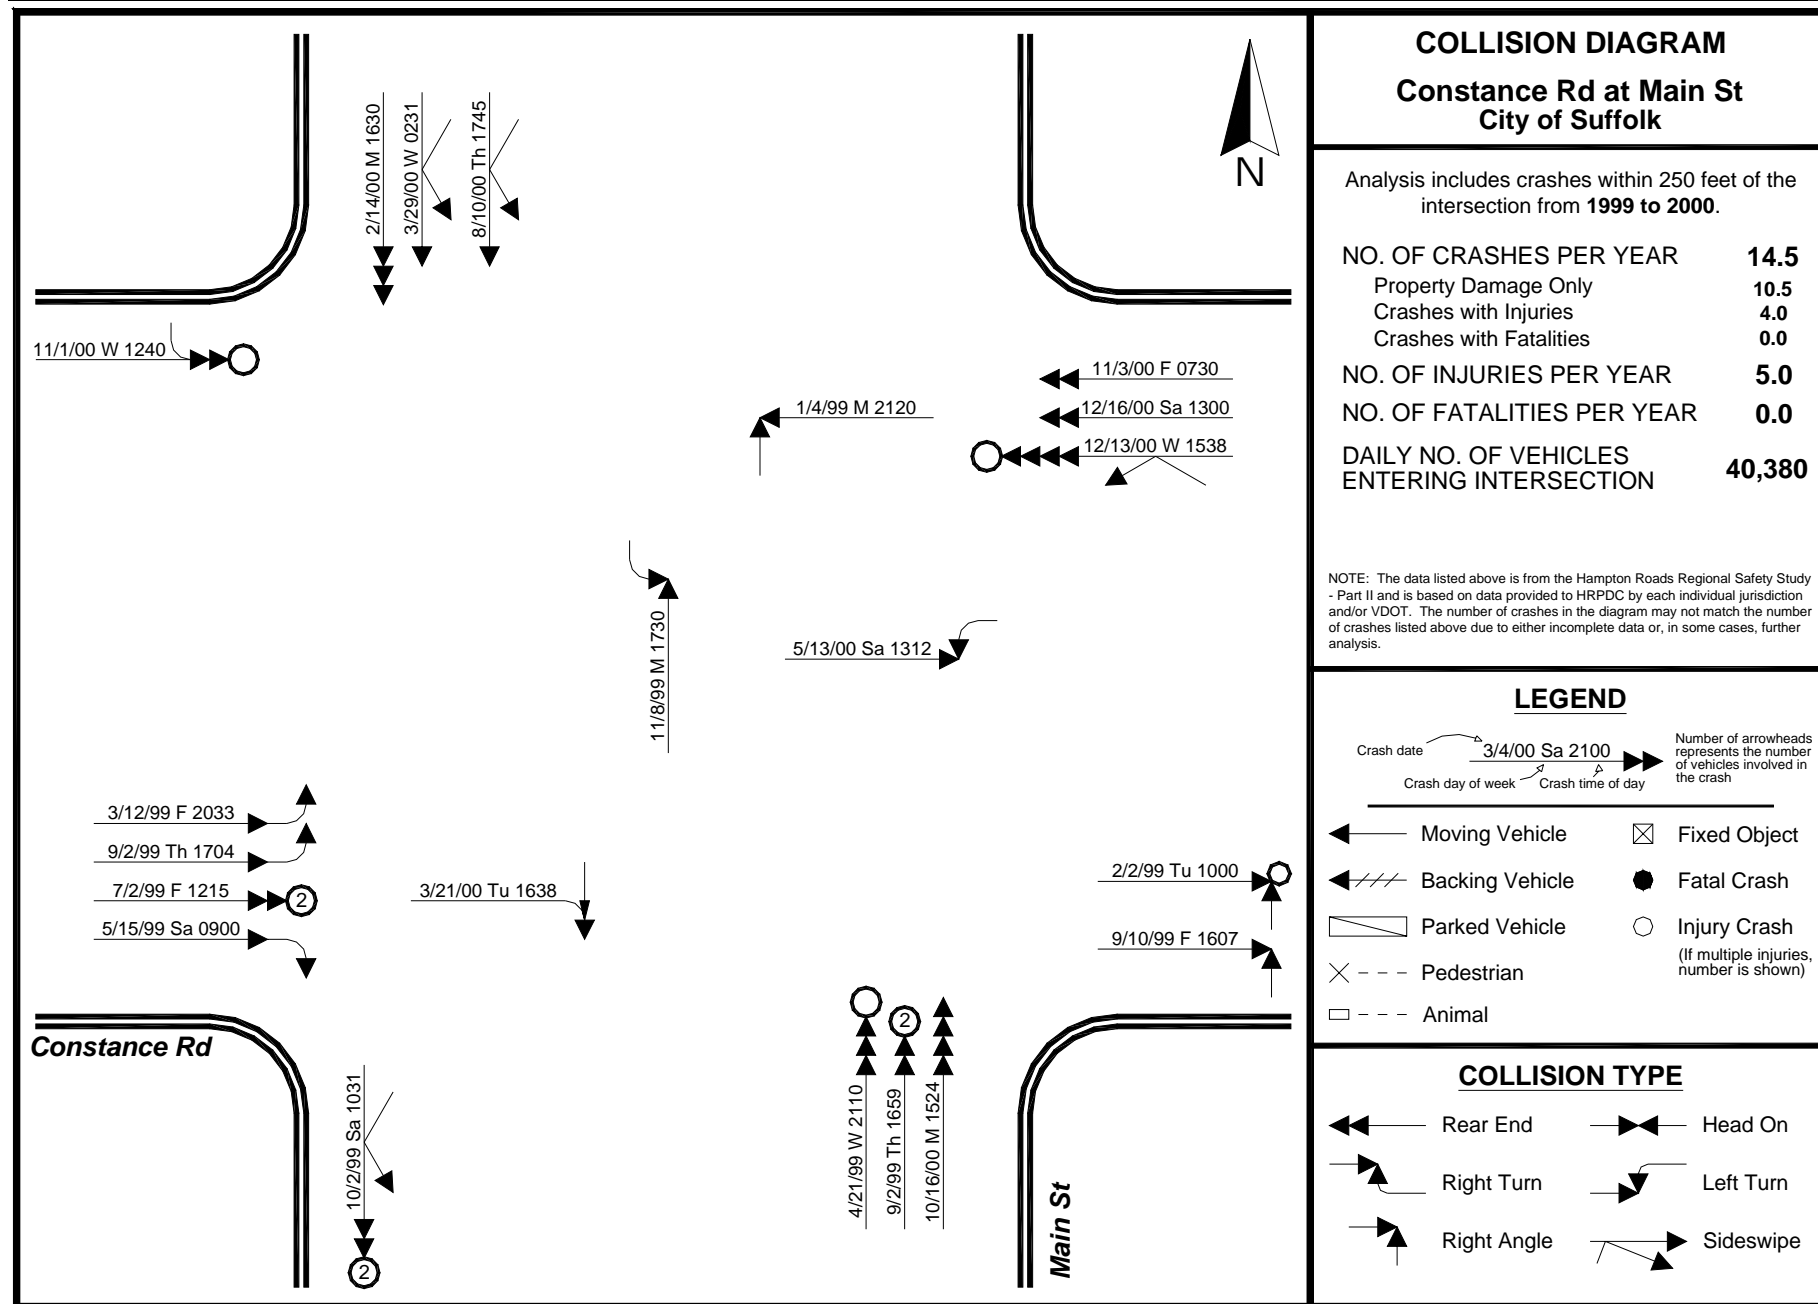 COLLISION DIAGRAM
Constance Rd at Main St
City of Suffolk
Analysis includes crashes within 250 feet of the
intersection from 1999 to 2000.
NO. OF CRASHES PER YEAR 14.5
Property Damage Only 10.5
Crashes with Injuries 4.0
Crashes with Fatalities 0.0
NO. OF INJURIES PER YEAR 5.0
NO. OF FATALITIES PER YEAR 0.0
DAILY NO. OF VEHICLES
ENTERING INTERSECTION 40,380
NOTE: The data listed above is from the Hampton Roads Regional Safety Study
- Part II and is based on data provided to HRPDC by each individual jurisdiction
and/or VDOT. The number of crashes in the diagram may not match the number
of crashes listed above due to either incomplete data or, in some cases, further
analysis.
LEGEND
Crash date
3/4/00 Sa 2100
Crash day of week
Crash time of day
Number of arrowheads
represents the number
of vehicles involved in
the crash
Moving Vehicle
Fixed Object
Backing Vehicle
Fatal Crash
Parked Vehicle
Injury Crash
(If multiple injuries,
number is shown)
Pedestrian
Animal
COLLISION TYPE
Rear End
Head On
Right Turn
Left Turn
Right Angle
Sideswipe
N
2/14/00 M 1630
3/29/00 W 0231
8/10/00 Th 1745
11/1/00 W 1240
11/3/00 F 0730
1/4/99 M 2120
12/16/00 Sa 1300
12/13/00 W 1538
11/8/99 M 1730
5/13/00 Sa 1312
3/12/99 F 2033
9/2/99 Th 1704
7/2/99 F 1215
2
5/15/99 Sa 0900
3/21/00 Tu 1638
2/2/99 Tu 1000
9/10/99 F 1607
Constance Rd
10/2/99 Sa 1031
2
4/21/99 W 2110
9/2/99 Th 1659
2
10/16/00 M 1524
Main St